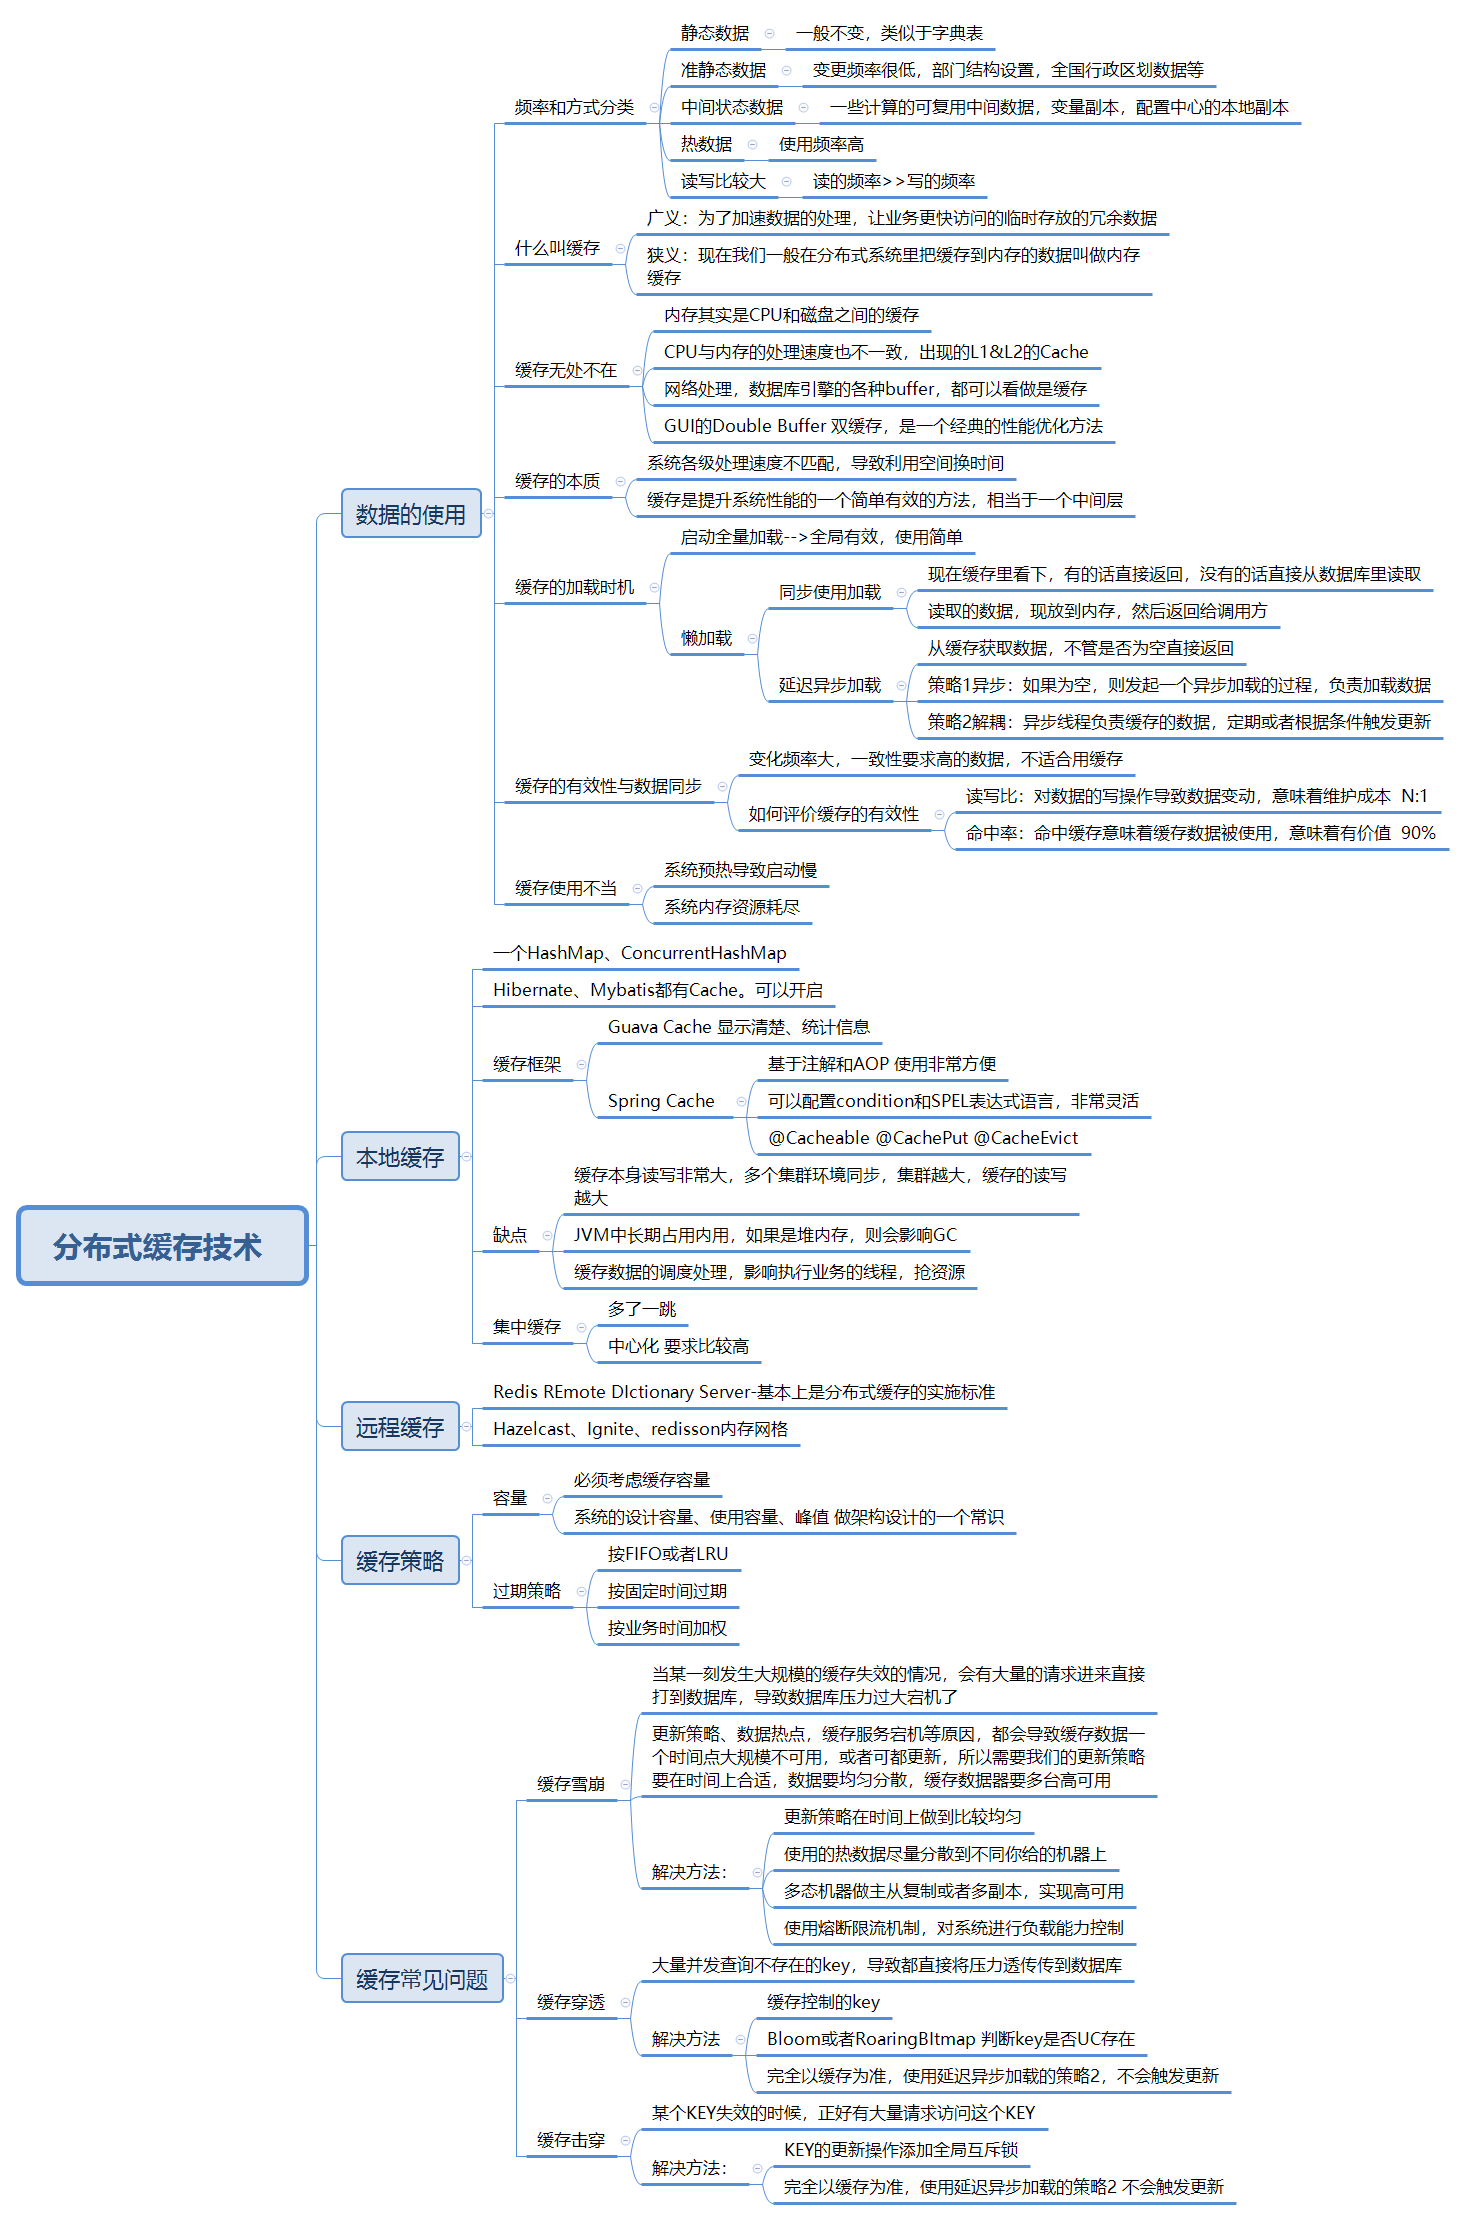 分布式缓存技术
数据的使用
频率和方式分类
静态数据
一般不变，类似于字典表
准静态数据
变更频率很低，部门结构设置，全国行政区划数据等
中间状态数据
一些计算的可复用中间数据，变量副本，配置中心的本地副本
热数据
使用频率高
读写比较大
读的频率>>写的频率
什么叫缓存
广义：为了加速数据的处理，让业务更快访问的临时存放的冗余数据
狭义：现在我们一般在分布式系统里把缓存到内存的数据叫做内存
缓存
缓存无处不在
内存其实是CPU和磁盘之间的缓存
CPU与内存的处理速度也不一致，出现的L1&L2的Cache
网络处理，数据库引擎的各种buffer，都可以看做是缓存
GUI的Double Buffer 双缓存，是一个经典的性能优化方法
缓存的本质
系统各级处理速度不匹配，导致利用空间换时间
缓存是提升系统性能的一个简单有效的方法，相当于一个中间层
缓存的加载时机
启动全量加载-->全局有效，使用简单
懒加载
同步使用加载
现在缓存里看下，有的话直接返回，没有的话直接从数据库里读取
读取的数据，现放到内存，然后返回给调用方
延迟异步加载
从缓存获取数据，不管是否为空直接返回
策略1异步：如果为空，则发起一个异步加载的过程，负责加载数据
策略2解耦：异步线程负责缓存的数据，定期或者根据条件触发更新
缓存的有效性与数据同步
变化频率大，一致性要求高的数据，不适合用缓存
如何评价缓存的有效性
读写比：对数据的写操作导致数据变动，意味着维护成本  N:1
命中率：命中缓存意味着缓存数据被使用，意味着有价值  90%
缓存使用不当
系统预热导致启动慢
系统内存资源耗尽
本地缓存
一个HashMap、ConcurrentHashMap
Hibernate、Mybatis都有Cache。可以开启
缓存框架
Guava Cache 显示清楚、统计信息
Spring Cache
基于注解和AOP 使用非常方便
可以配置condition和SPEL表达式语言，非常灵活
@Cacheable @CachePut @CacheEvict
缺点
缓存本身读写非常大，多个集群环境同步，集群越大，缓存的读写
越大
JVM中长期占用内用，如果是堆内存，则会影响GC
缓存数据的调度处理，影响执行业务的线程，抢资源
集中缓存
多了一跳
中心化 要求比较高
远程缓存
Redis REmote DIctionary Server-基本上是分布式缓存的实施标准
Hazelcast、Ignite、redisson内存网格
缓存策略
容量
必须考虑缓存容量
系统的设计容量、使用容量、峰值 做架构设计的一个常识
过期策略
按FIFO或者LRU
按固定时间过期
按业务时间加权
缓存常见问题
缓存雪崩
当某一刻发生大规模的缓存失效的情况，会有大量的请求进来直接
打到数据库，导致数据库压力过大宕机了
更新策略、数据热点，缓存服务宕机等原因，都会导致缓存数据一
个时间点大规模不可用，或者可都更新，所以需要我们的更新策略
要在时间上合适，数据要均匀分散，缓存数据器要多台高可用
解决方法：
更新策略在时间上做到比较均匀
使用的热数据尽量分散到不同你给的机器上
多态机器做主从复制或者多副本，实现高可用
使用熔断限流机制，对系统进行负载能力控制
缓存穿透
大量并发查询不存在的key，导致都直接将压力透传传到数据库
解决方法
缓存控制的key
Bloom或者RoaringBItmap 判断key是否UC存在
完全以缓存为准，使用延迟异步加载的策略2，不会触发更新
缓存击穿
某个KEY失效的时候，正好有大量请求访问这个KEY
解决方法：
KEY的更新操作添加全局互斥锁
完全以缓存为准，使用延迟异步加载的策略2 不会触发更新